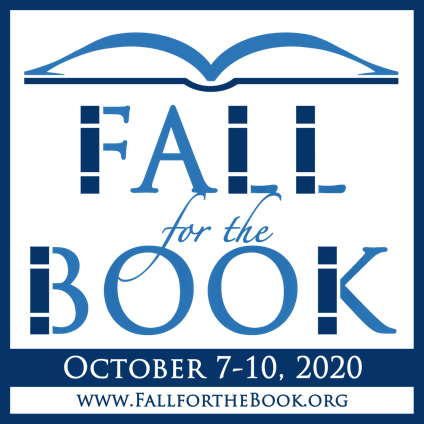 FALL
for the
BOOK
OCTOBER 7-10, 2020
WWW.FALLFORTHEBOOK.ORG